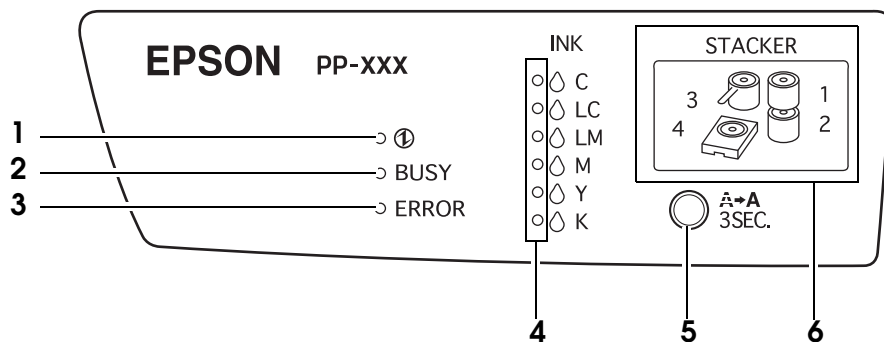 EPSON PP-XXX
INK
C
LC
LM
M
Y
K
STACKER
3
1
4
2
1
2 BUSY
3 ERROR
A→A
3SEC.
4
5
6